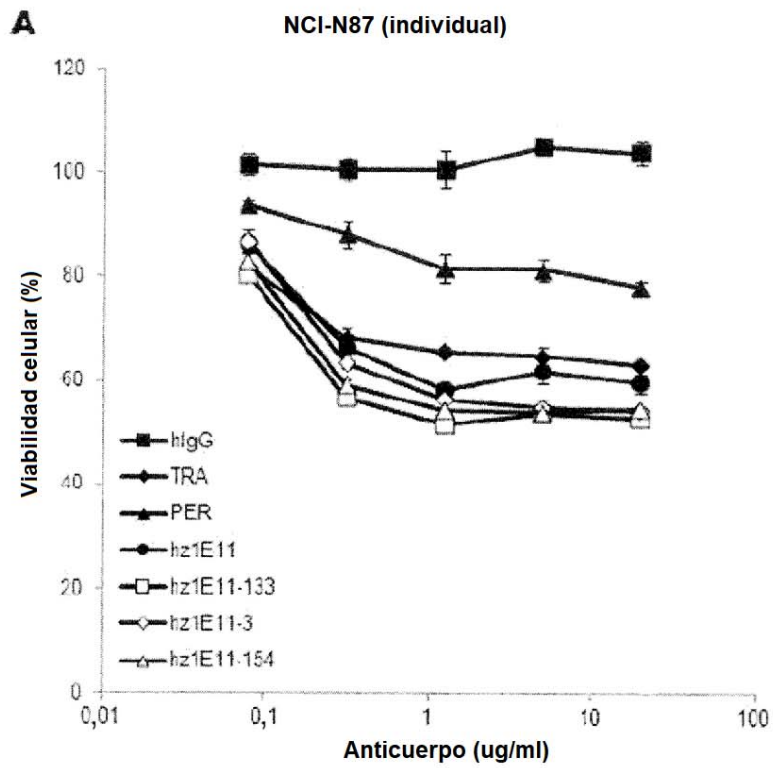 A
NCI-N87 (individual)
120
100
80
60
40
20
0
Viabilidad celular (%)
hIgG
TRA
PER
hz1E11
hz1E11-133
hz1E11-3
hz1E11-154
0,01
0,1
1
10
100
Anticuerpo (ug/ml)